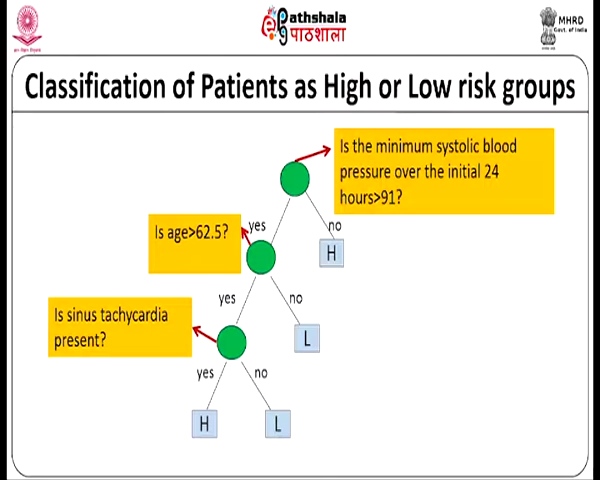 Pathshala
पाठशाला
MHRD
Govt. of India
Classification of Patients as High or Low risk groups
Is the minimum systolic blood
pressure over the initial 24
hours>91?
Is age>62.5?
yes
no
H
Is sinus tachycardia
present?
yes
no
L
yes
no
H
L